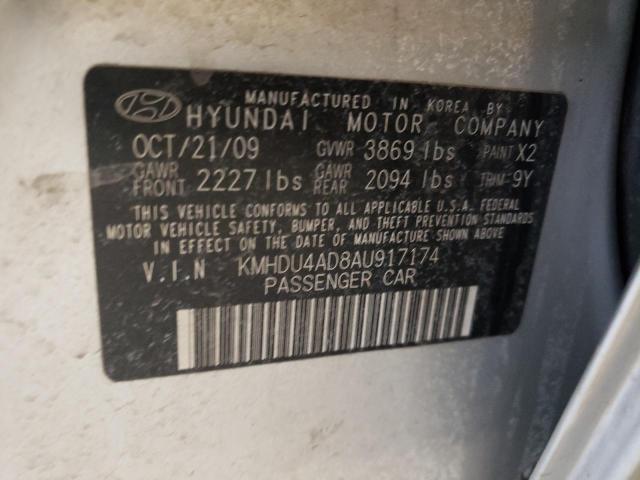 MANUFACTURED IN KOREA BY
HYUNDAI MOTOR COMPANY
OCT/21/09 GVWR 3869 lbs PAINT X2
GAWR FRONT 2227 lbs GAWR REAR 2094 lbs TRIM 9Y
THIS VEHICLE CONFORMS TO ALL APPLICABLE U.S.A. FEDERAL
MOTOR VEHICLE SAFETY, BUMPER, AND THEFT PREVENTION STANDARDS
IN EFFECT ON THE DATE OF MANUFACTURE SHOWN ABOVE
V.I.N KMHDU4AD8AU917174
PASSENGER CAR